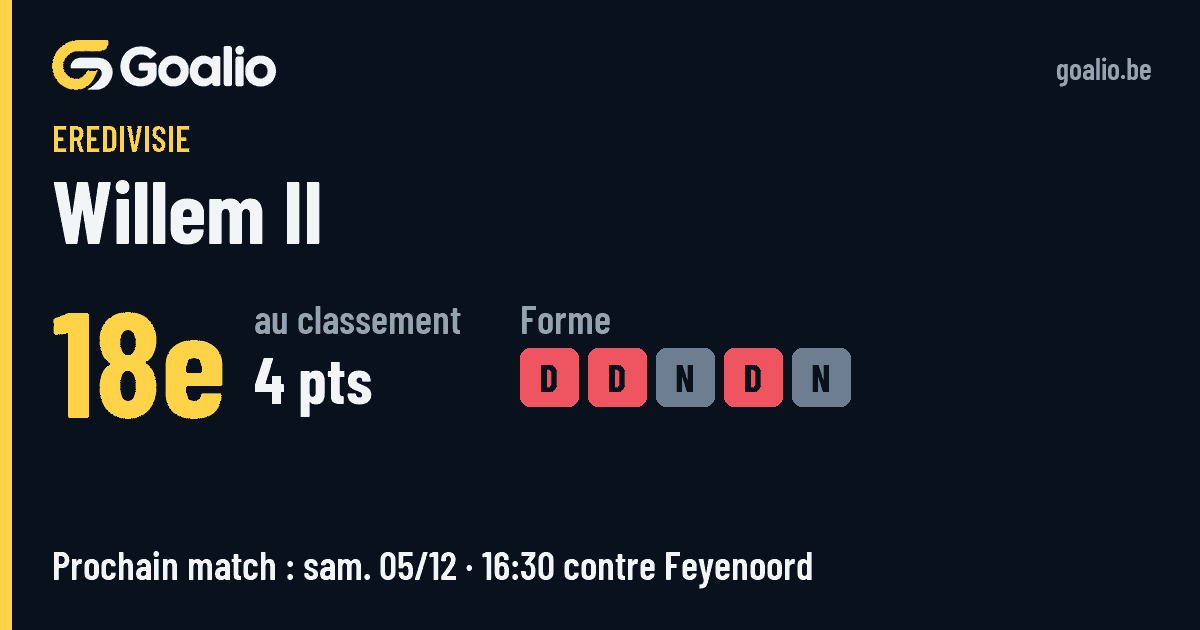 Goalio
goalio.be
EREDIVISIE
Willem II
18e
au classement
4 pts
Forme
D D N D N
Prochain match : sam. 05/12 · 16:30 contre Feyenoord